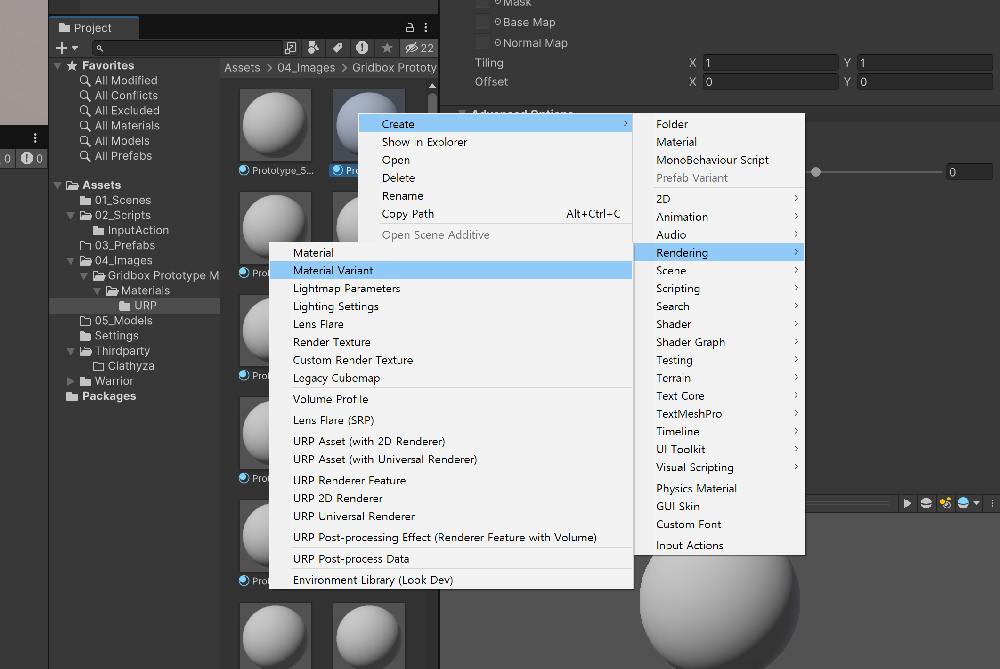 Mask
Project
Base Map
Normal Map
22
Tiling X 1 Y 1
Offset X 0 Y 0
Favorites
All Modified
All Conflicts
All Excluded
All Materials
All Models
All Prefabs
0 0
Assets
01_Scenes
02_Scripts
InputAction
03_Prefabs
04_Images
Gridbox Prototype M
Materials
URP
05_Models
Settings
Thirdparty
Ciathyza
Warrior
Packages
Assets > 04_Images > Gridbox Prototy
Prototype_5...
Pro
Prot
Prot
Prot
Prot
Advanced Options
0
Create
Show in Explorer
Open
Delete
Rename
Copy Path Alt+Ctrl+C
Open Scene Additive
Folder
Material
MonoBehaviour Script
Prefab Variant
2D
Animation
Audio
Rendering
Scene
Scripting
Search
Shader
Shader Graph
Testing
Terrain
Text Core
TextMeshPro
Timeline
UI Toolkit
Visual Scripting
Physics Material
GUI Skin
Custom Font
Input Actions
Material
Material Variant
Lightmap Parameters
Lighting Settings
Lens Flare
Render Texture
Custom Render Texture
Legacy Cubemap
Volume Profile
Lens Flare (SRP)
URP Asset (with 2D Renderer)
URP Asset (with Universal Renderer)
URP Renderer Feature
URP 2D Renderer
URP Universal Renderer
URP Post-processing Effect (Renderer Feature with Volume)
URP Post-process Data
Environment Library (Look Dev)